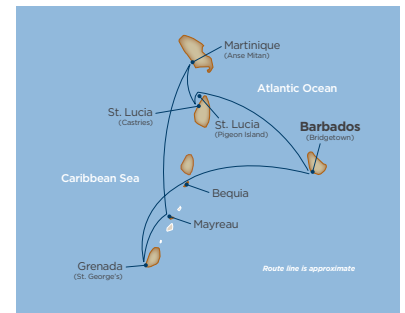 Martinique
(Anse Mitan)
Atlantic Ocean
St. Lucia
(Castries)
St. Lucia
(Pigeon Island)
Barbados
(Bridgetown)
Caribbean Sea
Bequia
Mayreau
Grenada
(St. George's)
Route line is approximate